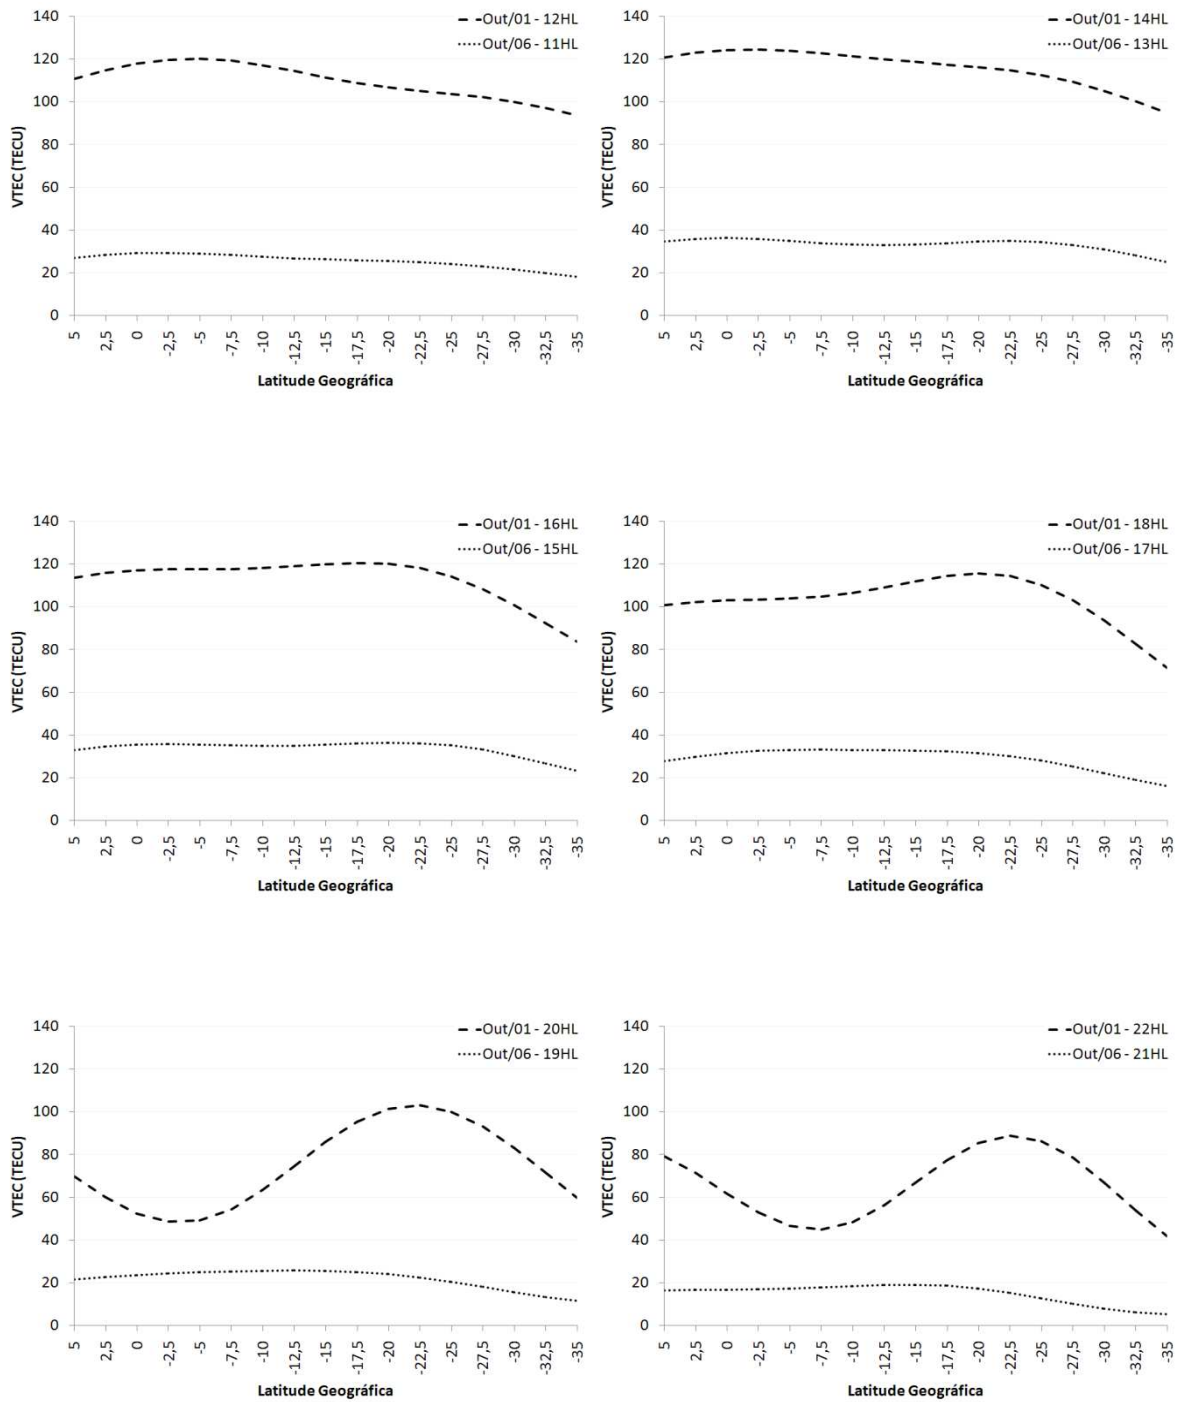 140
120
100
80
60
40
20
0
VTEC (TECU)
Out/01 - 12HL
Out/06 - 11HL
5 2,5 0 -2,5 -5 -7,5 -10 -12,5 -15 -17,5 -20 -22,5 -25 -27,5 -30 -32,5 -35
Latitude Geográfica
140
120
100
80
60
40
20
0
VTEC (TECU)
Out/01 - 14HL
Out/06 - 13HL
5 2,5 0 -2,5 -5 -7,5 -10 -12,5 -15 -17,5 -20 -22,5 -25 -27,5 -30 -32,5 -35
Latitude Geográfica
140
120
100
80
60
40
20
0
VTEC (TECU)
Out/01 - 16HL
Out/06 - 15HL
5 2,5 0 -2,5 -5 -7,5 -10 -12,5 -15 -17,5 -20 -22,5 -25 -27,5 -30 -32,5 -35
Latitude Geográfica
140
120
100
80
60
40
20
0
VTEC (TECU)
Out/01 - 18HL
Out/06 - 17HL
5 2,5 0 -2,5 -5 -7,5 -10 -12,5 -15 -17,5 -20 -22,5 -25 -27,5 -30 -32,5 -35
Latitude Geográfica
140
120
100
80
60
40
20
0
VTEC (TECU)
Out/01 - 20HL
Out/06 - 19HL
5 2,5 0 -2,5 -5 -7,5 -10 -12,5 -15 -17,5 -20 -22,5 -25 -27,5 -30 -32,5 -35
Latitude Geográfica
140
120
100
80
60
40
20
0
VTEC (TECU)
Out/01 - 22HL
Out/06 - 21HL
5 2,5 0 -2,5 -5 -7,5 -10 -12,5 -15 -17,5 -20 -22,5 -25 -27,5 -30 -32,5 -35
Latitude Geográfica